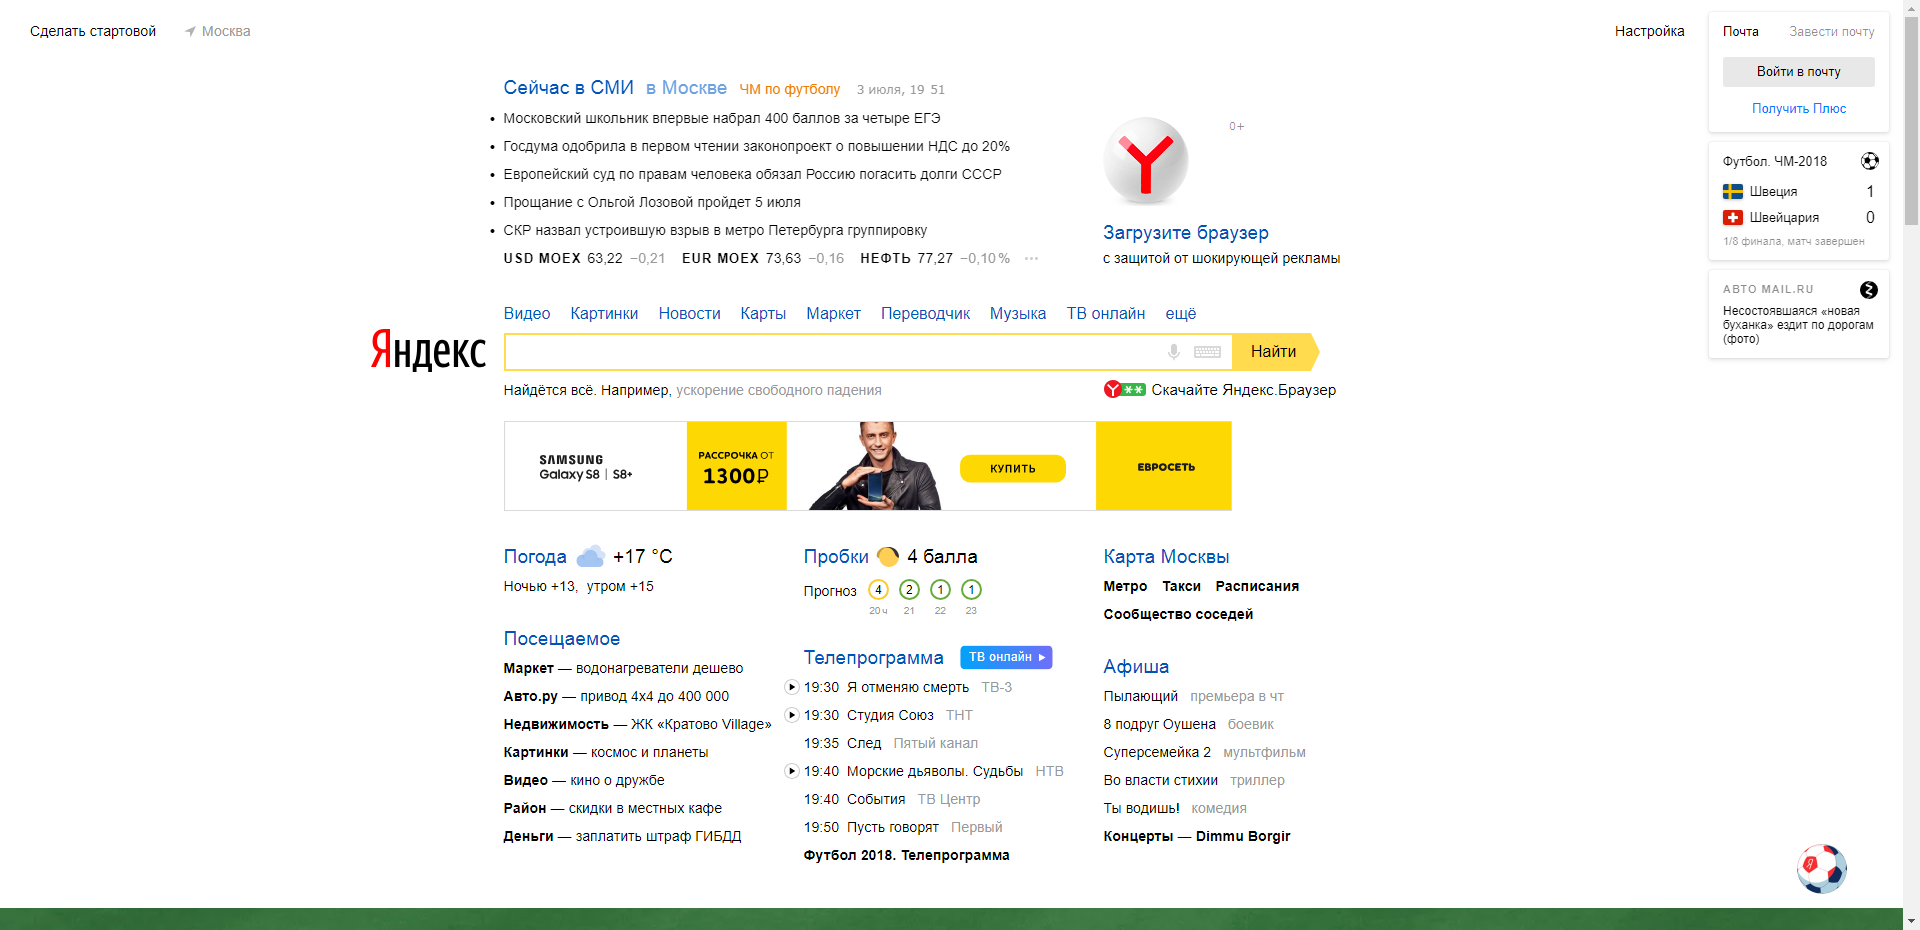 Сделать стартовой
Москва
Настройка
Почта
Завести почту
Войти в почту
Получить Плюс
Футбол. ЧМ-2018
Швеция 1
Швейцария 0
1/8 финала, матч завершен
АВТО MAIL.RU
Несостоявшаяся «новая
буханка» ездит по дорогам
(фото)
Сейчас в СМИ в Москве ЧМ по футболу 3 июля, 19 51
Московский школьник впервые набрал 400 баллов за четыре ЕГЭ
Госдума одобрила в первом чтении законопроект о повышении НДС до 20%
Европейский суд по правам человека обязал Россию погасить долги СССР
Прощание с Ольгой Лозовой пройдет 5 июля
СКР назвал устроившую взрыв в метро Петербурга группировку
USD MOEX 63,22 −0,21 EUR MOEX 73,63 −0,16 НЕФТЬ 77,27 −0,10% ···
0+
Загрузите браузер
с защитой от шокирующей рекламы
Видео Картинки Новости Карты Маркет Переводчик Музыка ТВ онлайн ещё
Яндекс
Найти
Найдётся всё. Например, ускорение свободного падения
Скачайте Яндекс.Браузер
SAMSUNG
Galaxy S8 | S8+
РАССРОЧКА ОТ
1300₽
КУПИТЬ
ЕВРОСЕТЬ
Погода +17 °C
Ночью +13, утром +15
Посещаемое
Маркет — водонагреватели дешево
Авто.ру — привод 4х4 до 400 000
Недвижимость — ЖК «Кратово Village»
Картинки — космос и планеты
Видео — кино о дружбе
Район — скидки в местных кафе
Деньги — заплатить штраф ГИБДД
Пробки 4 балла
Прогноз 4 2 1 1
20 ч 21 22 23
Телепрограмма ТВ онлайн
19:30 Я отменяю смерть ТВ-3
19:30 Студия Союз ТНТ
19:35 След Пятый канал
19:40 Морские дьяволы. Судьбы НТВ
19:40 События ТВ Центр
19:50 Пусть говорят Первый
Футбол 2018. Телепрограмма
Карта Москвы
Метро Такси Расписания
Сообщество соседей
Афиша
Пылающий премьера в чт
8 подруг Оушена боевик
Суперсемейка 2 мультфильм
Во власти стихии триллер
Ты водишь! комедия
Концерты — Dimmu Borgir